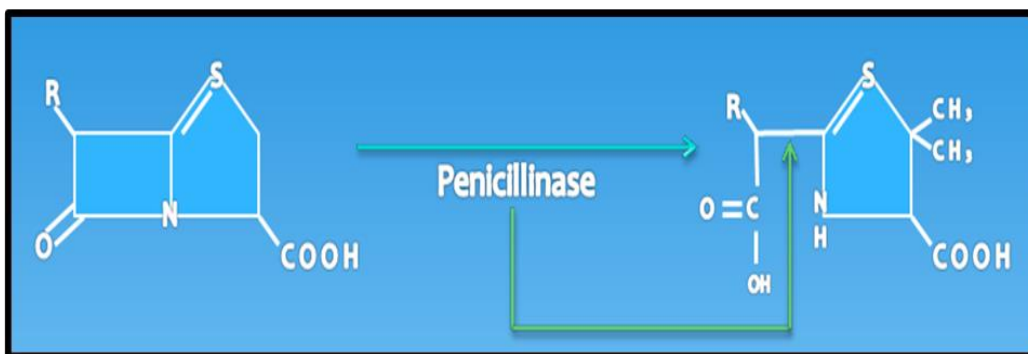 S
R
N
O
COOH
Penicillinase
S
R
CH₃
CH₃
O=C
N
H
OH
COOH